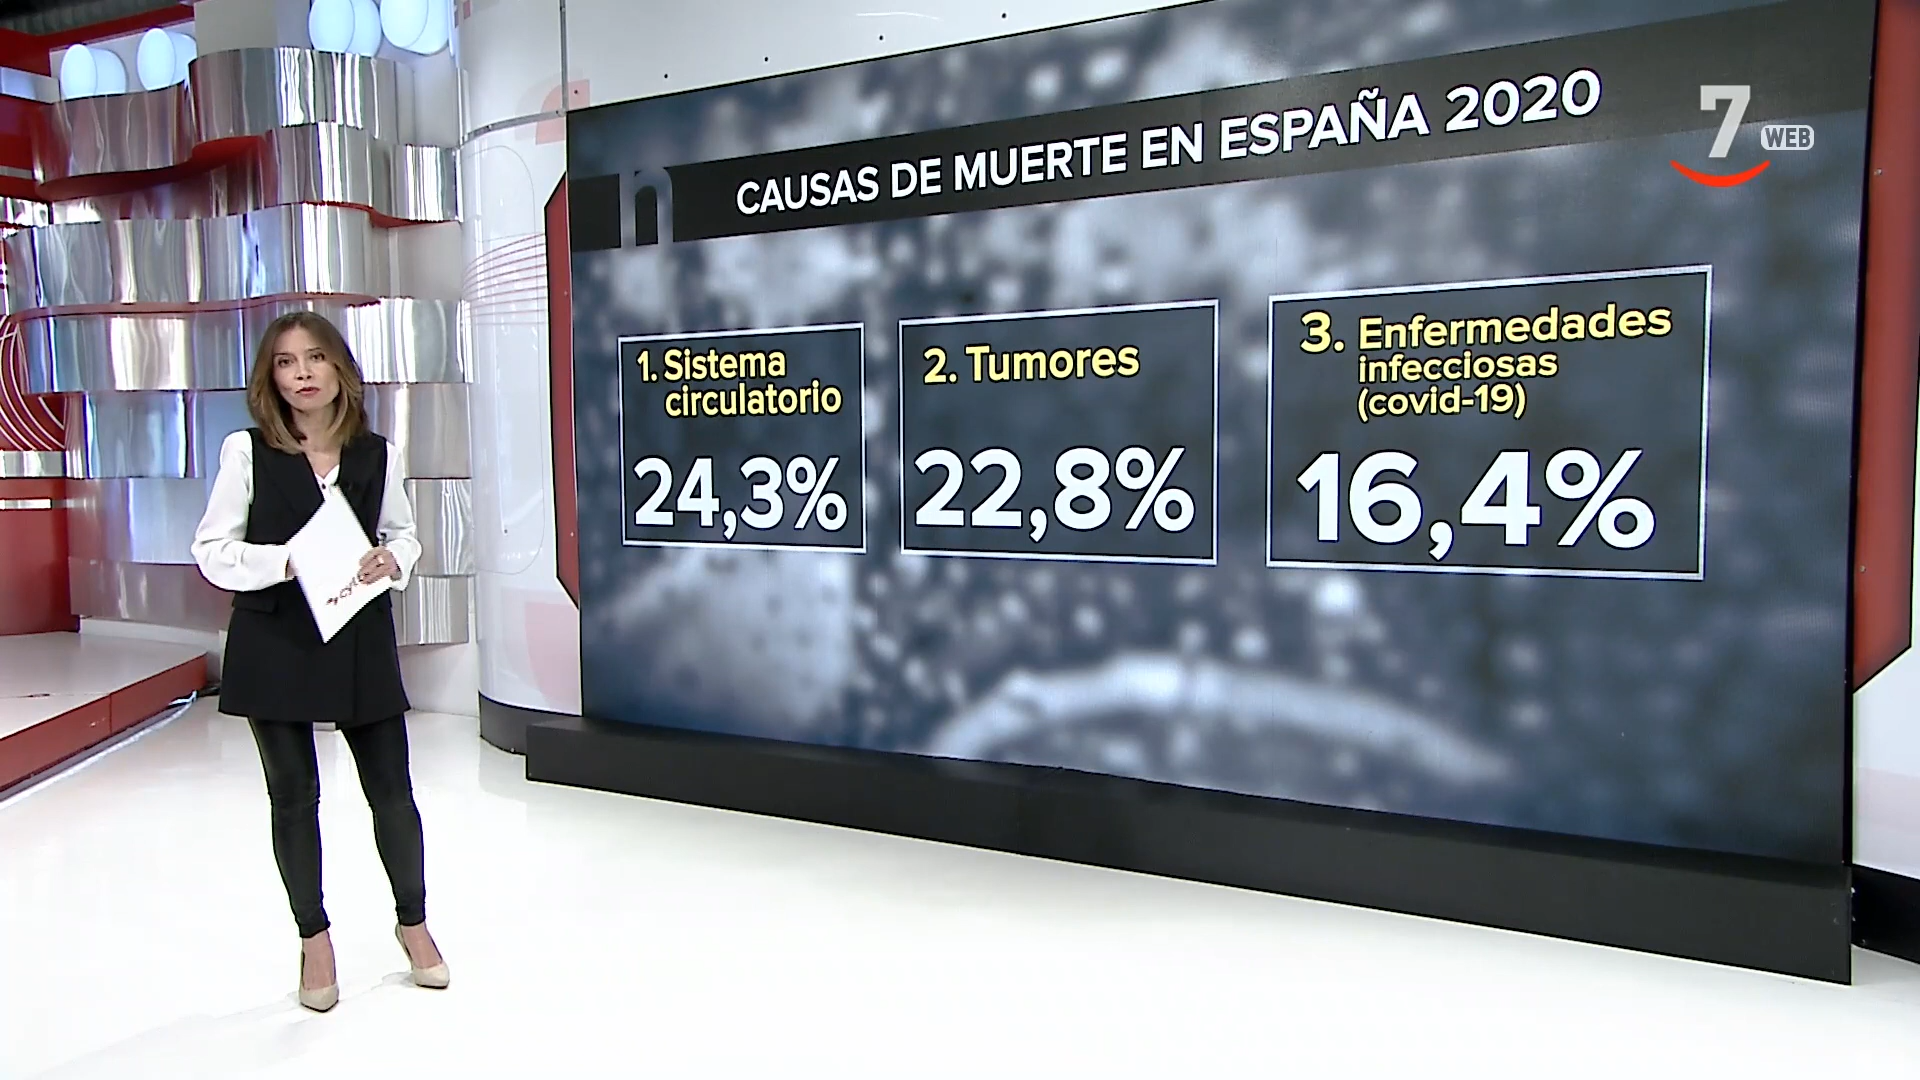 CAUSAS DE MUERTE EN ESPAÑA 2020
n
7
WEB
1. Sistema
circulatorio
24,3%
2. Tumores
22,8%
3. Enfermedades
infecciosas
(covid-19)
16,4%